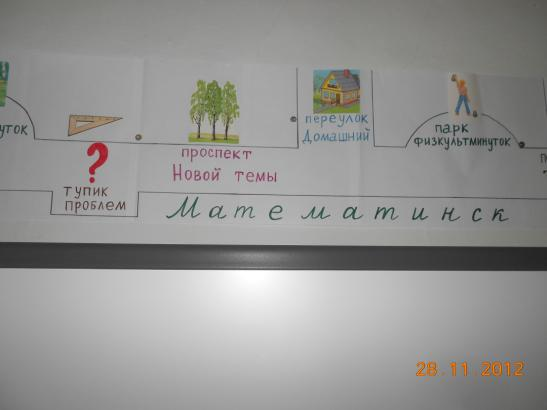 уток
?
тупик
проблем
проспект
Новой темы
переулок
Домашний
парк
физкультминуток
Математинск
28.11.2012